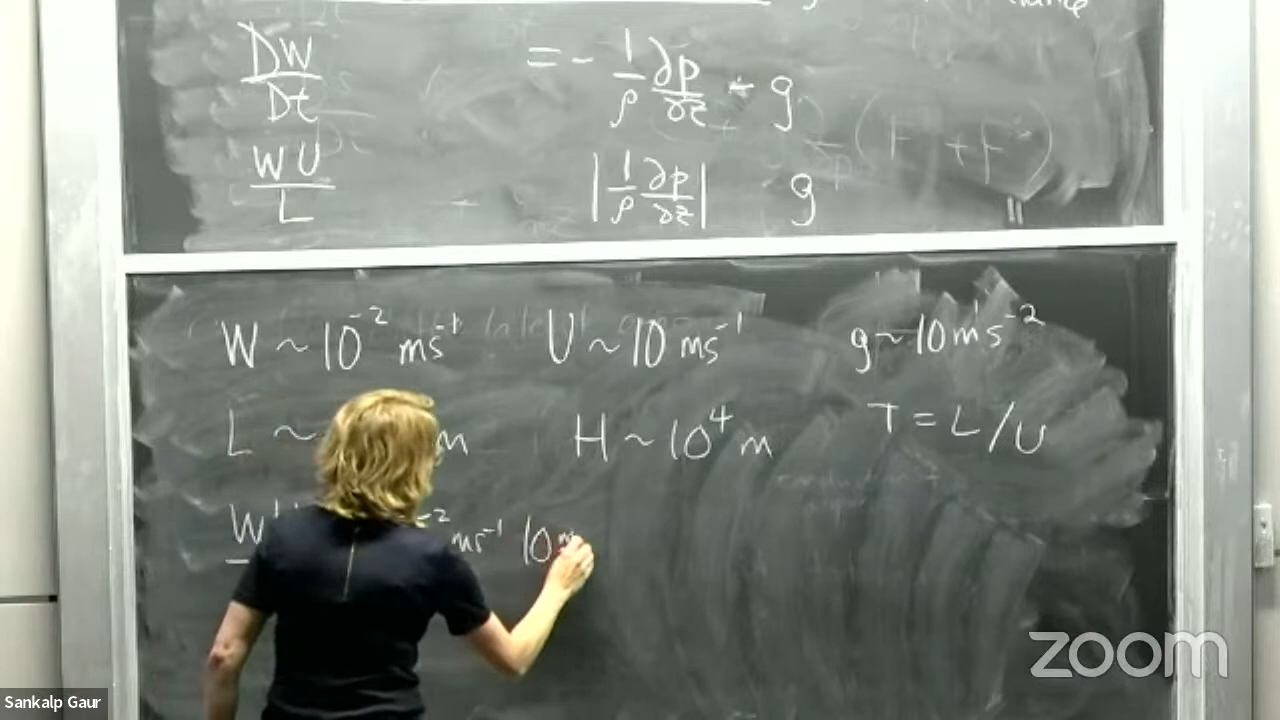 DW/Dt = - 1/ρ ∂p/∂z - g
WU/L |1/ρ ∂p/∂z| g
(F + F
W ~ 10⁻² ms⁻¹ U ~ 10 ms⁻¹ g ~ 10 ms⁻²
L ~ m H ~ 10⁴ m T = L/U
W ⁻² ms⁻¹ 10 m
zoom
Sankalp Gaur